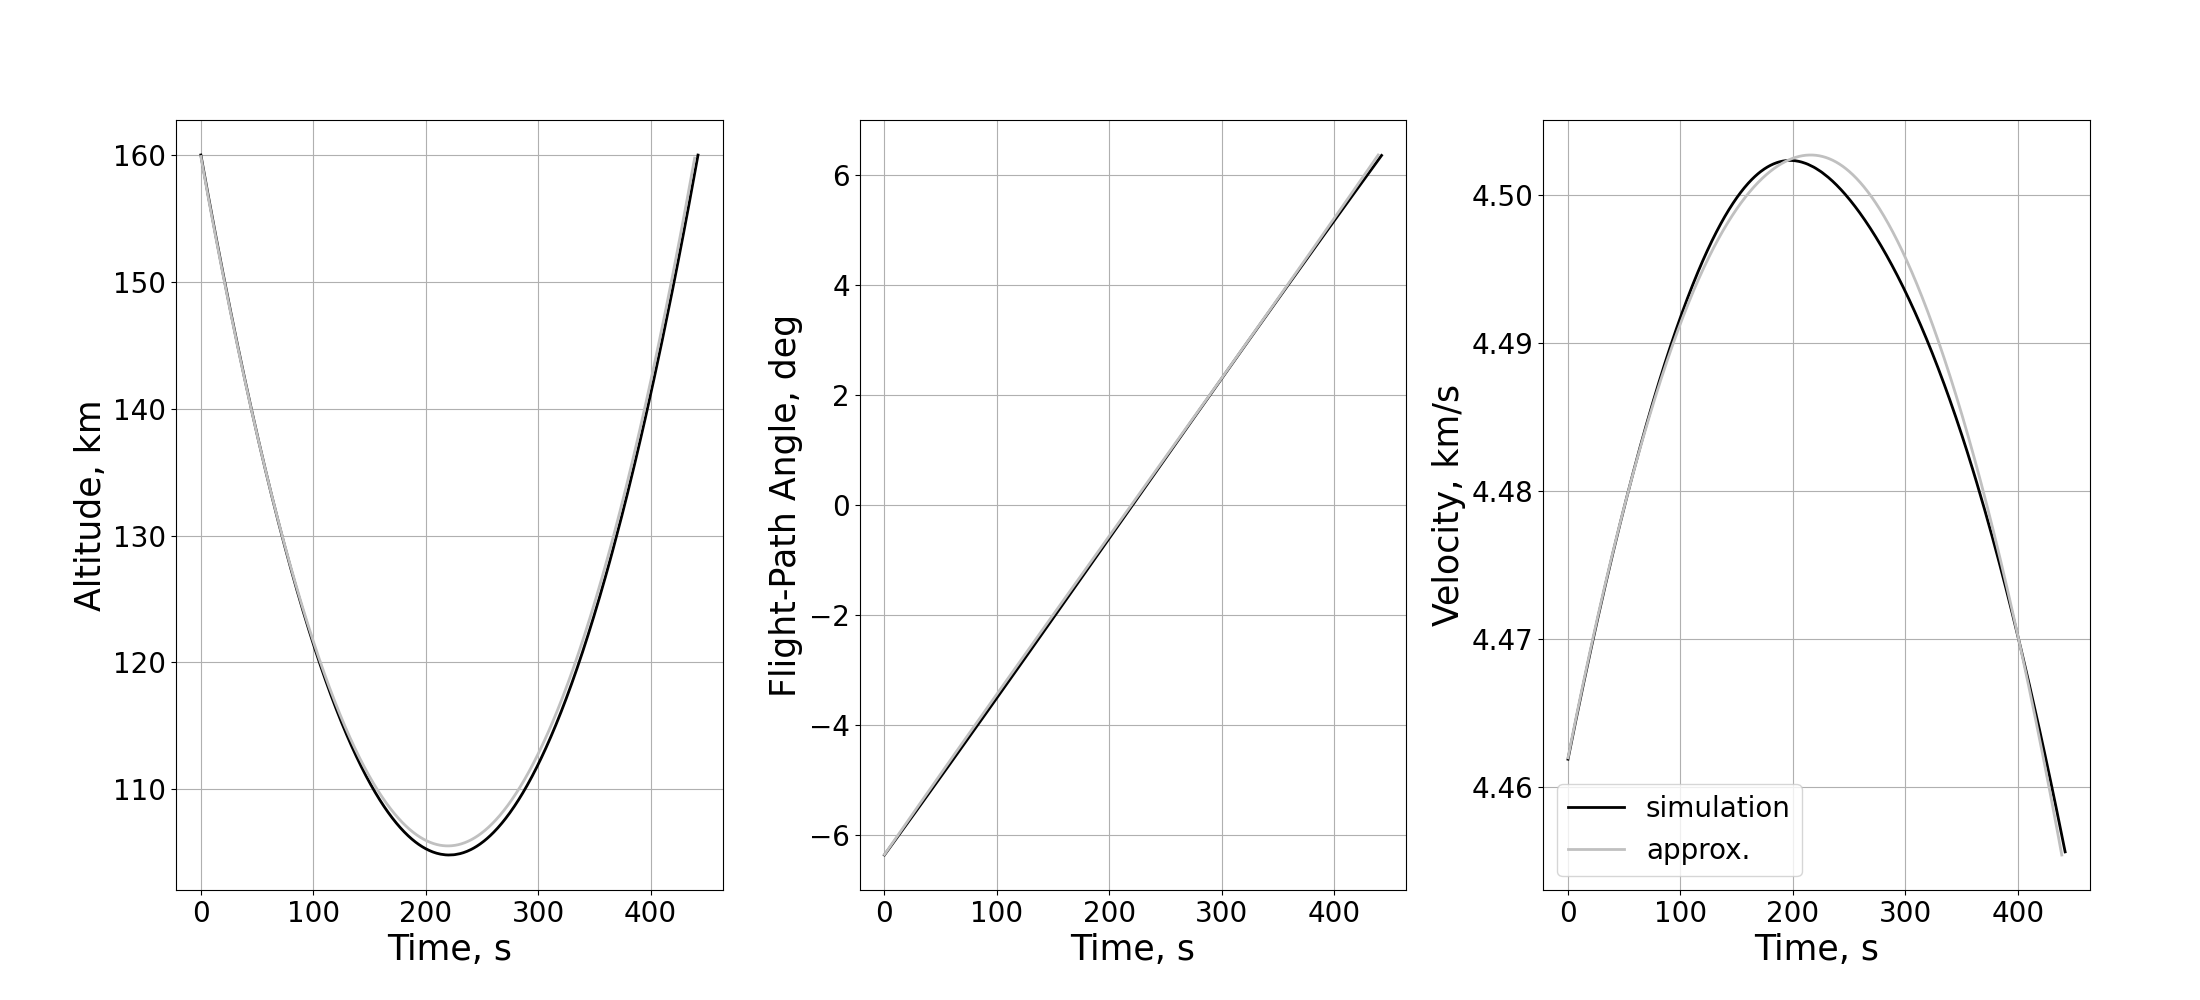 Altitude, km
160
150
140
130
120
110
0 100 200 300 400
Time, s
Flight-Path Angle, deg
6
4
2
0
−2
−4
−6
0 100 200 300 400
Time, s
Velocity, km/s
4.50
4.49
4.48
4.47
4.46
simulation
approx.
0 100 200 300 400
Time, s